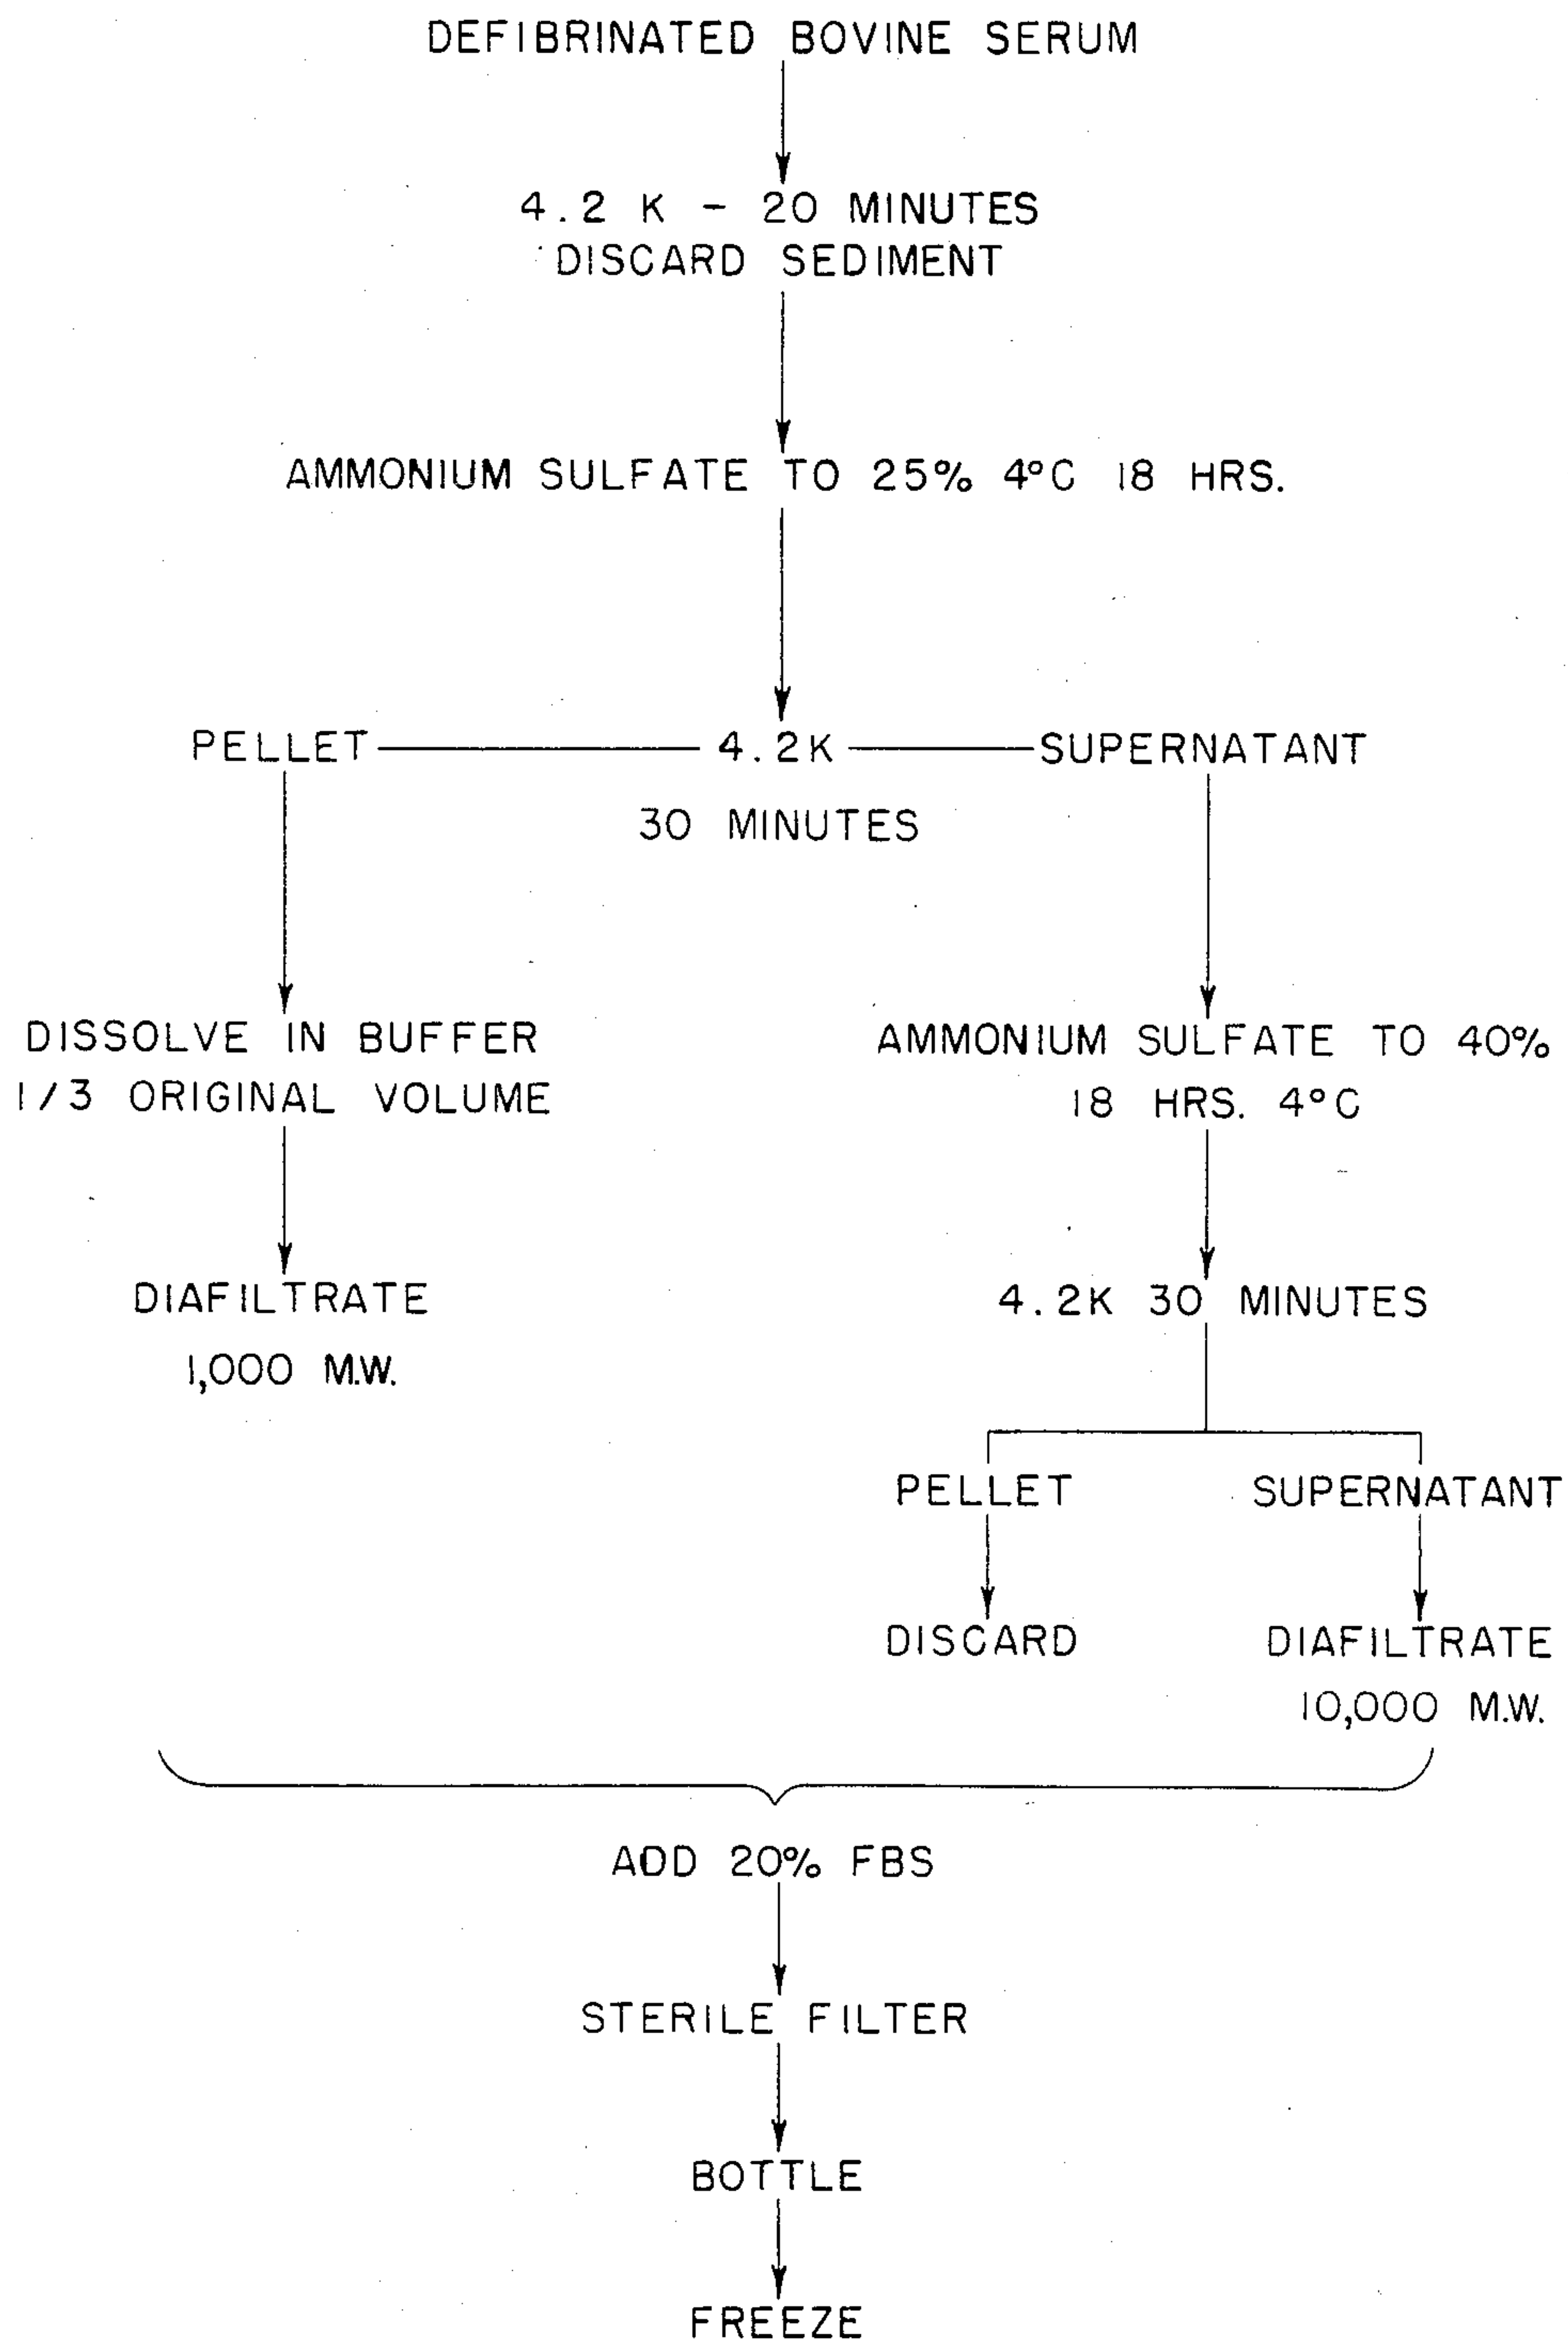 DEFIBRINATED BOVINE SERUM
4.2 K - 20 MINUTES
DISCARD SEDIMENT
AMMONIUM SULFATE TO 25% 4°C 18 HRS.
PELLET 4.2K SUPERNATANT
30 MINUTES
DISSOLVE IN BUFFER
1/3 ORIGINAL VOLUME
AMMONIUM SULFATE TO 40%
18 HRS. 4°C
DIAFILTRATE
1,000 M.W.
4.2K 30 MINUTES
PELLET SUPERNATANT
DISCARD DIAFILTRATE
10,000 M.W.
ADD 20% FBS
STERILE FILTER
BOTTLE
FREEZE